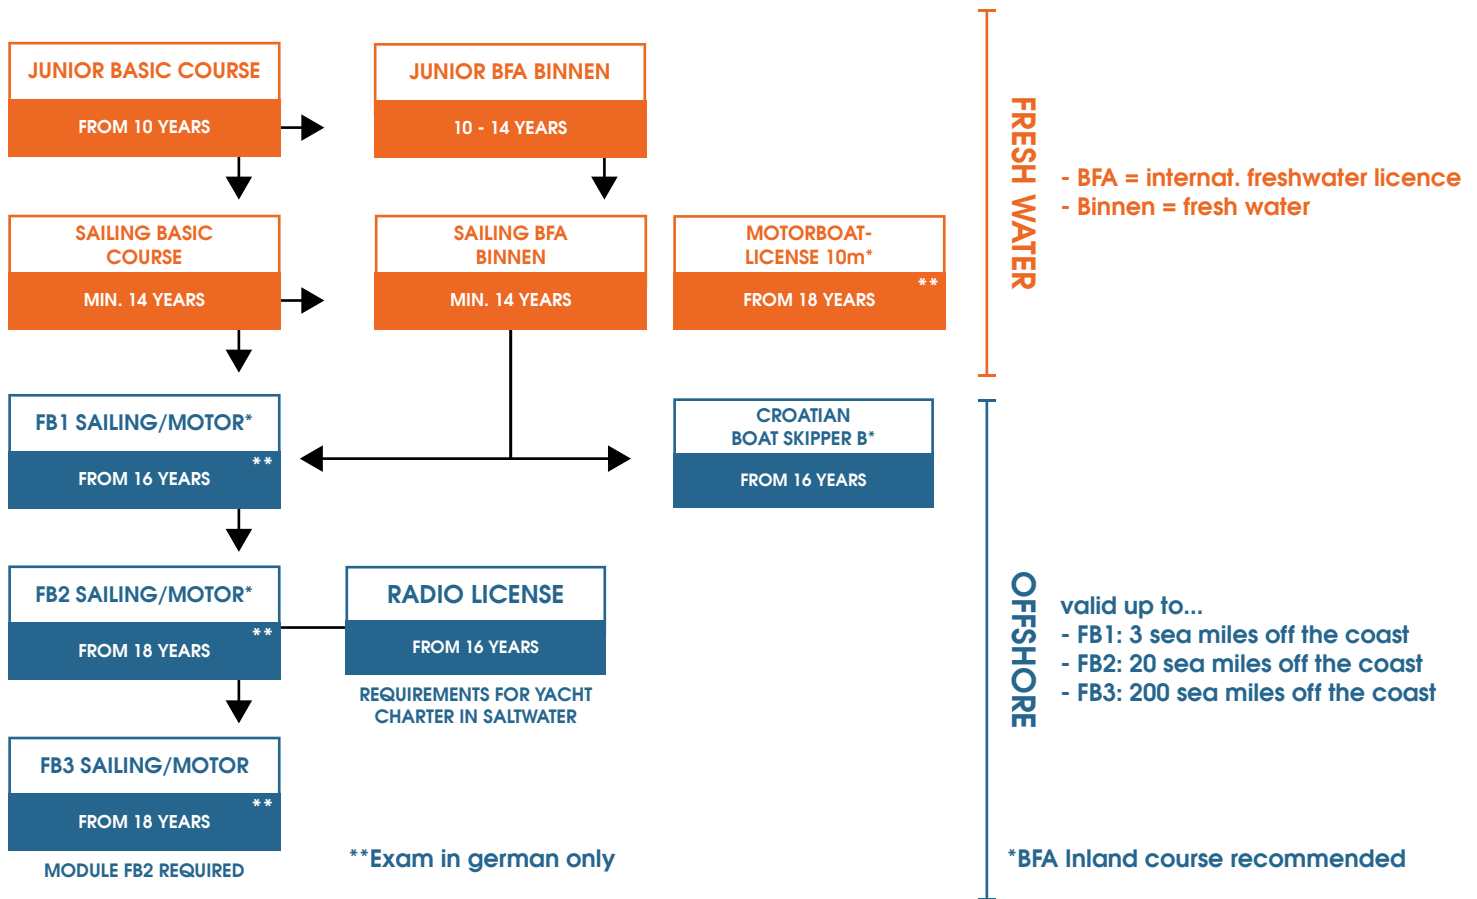 JUNIOR BASIC COURSE
FROM 10 YEARS
JUNIOR BFA BINNEN
10 - 14 YEARS
SAILING BASIC
COURSE
MIN. 14 YEARS
SAILING BFA
BINNEN
MIN. 14 YEARS
MOTORBOAT-
LICENSE 10m*
**
FROM 18 YEARS
FRESH WATER
- BFA = internat. freshwater licence
- Binnen = fresh water
FB1 SAILING/MOTOR*
**
FROM 16 YEARS
CROATIAN
BOAT SKIPPER B*
FROM 16 YEARS
FB2 SAILING/MOTOR*
**
FROM 18 YEARS
RADIO LICENSE
FROM 16 YEARS
REQUIREMENTS FOR YACHT
CHARTER IN SALTWATER
FB3 SAILING/MOTOR
**
FROM 18 YEARS
MODULE FB2 REQUIRED
OFFSHORE
valid up to...
- FB1: 3 sea miles off the coast
- FB2: 20 sea miles off the coast
- FB3: 200 sea miles off the coast
**Exam in german only
*BFA Inland course recommended